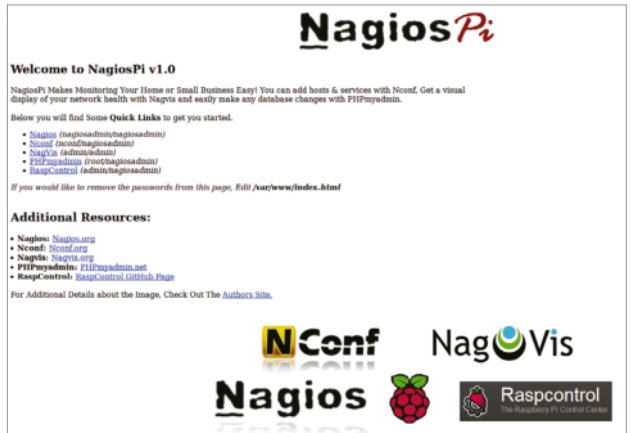 NagiosPi
Welcome to NagiosPi v1.0
NagiosPi Makes Monitoring Your Home or Small Business Easy! You can add hosts & services with Nconf. Get a visual
display of your network health with Nagvis and easily make any database changes with PHPmyadmin.
Below you will find Some Quick Links to get you started.
• Nagios (nagiosadmin/nagiosadmin)
• Nconf (nconf/nagiosadmin)
• NagVis (admin/admin)
• PHPmyadmin (root/nagiosadmin)
• RaspControl (admin/nagiosadmin)
If you would like to remove the passwords from this page, Edit /var/www/index.html
Additional Resources:
• Nagios: Nagios.org
• Nconf: Nconf.org
• Nagvis: Nagvis.org
• PHPmyadmin: PHPmyadmin.net
• RaspControl: RaspControl GitHub Page
For Additional Details about the Image, Check Out The Authors Site.
NConf
NagVis
Nagios
Raspcontrol
The Raspberry Pi Control Center